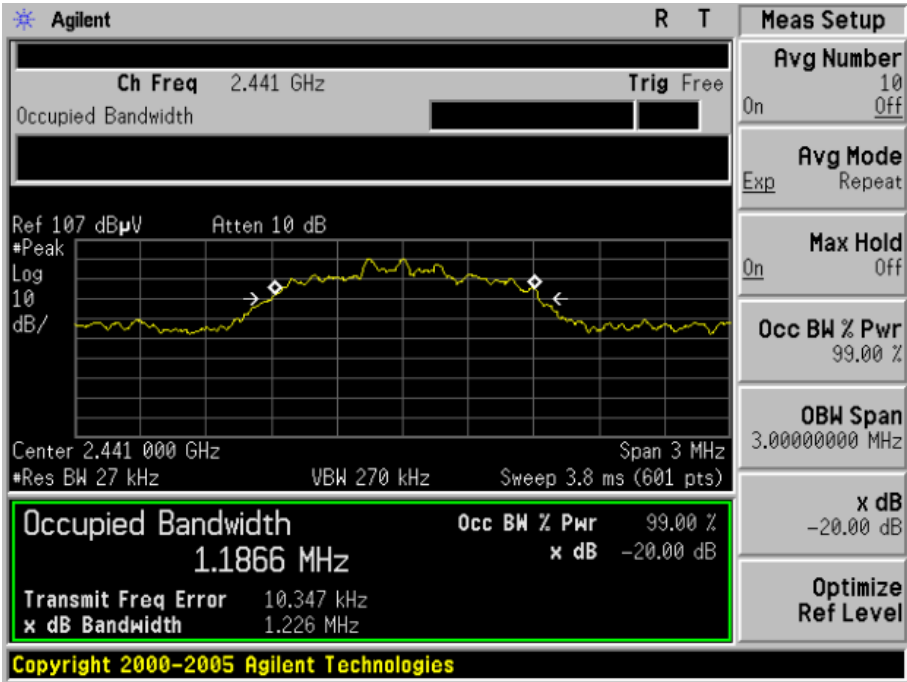 Agilent R T
Ch Freq 2.441 GHz Trig Free
Occupied Bandwidth
Ref 107 dBµV Atten 10 dB
#Peak
Log
10
dB/
Center 2.441 000 GHz Span 3 MHz
#Res BW 27 kHz VBW 270 kHz Sweep 3.8 ms (601 pts)
Occupied Bandwidth Occ BW % Pwr 99.00 %
1.1866 MHz x dB -20.00 dB
Transmit Freq Error 10.347 kHz
x dB Bandwidth 1.226 MHz
Copyright 2000-2005 Agilent Technologies
Meas Setup
Avg Number
10
On Off
Avg Mode
Exp Repeat
Max Hold
On Off
Occ BW % Pwr
99.00 %
OBW Span
3.00000000 MHz
x dB
-20.00 dB
Optimize
Ref Level